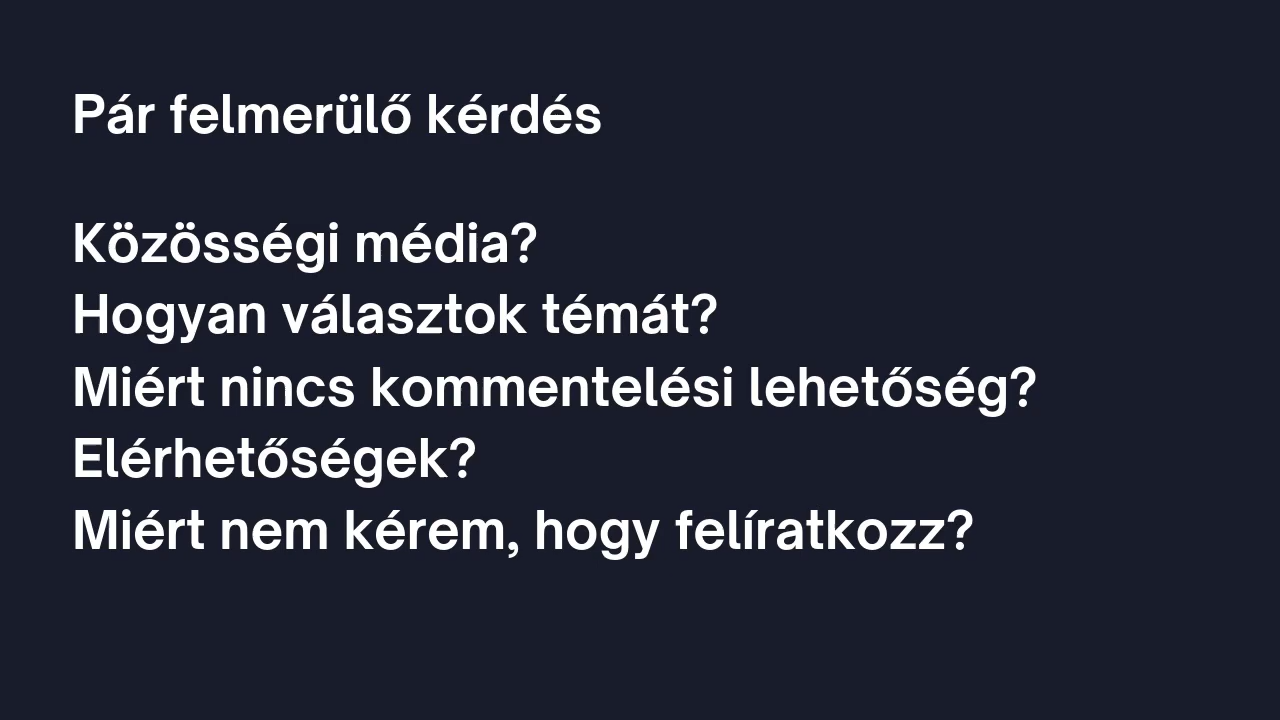 Pár felmerülő kérdés
Közösségi média?
Hogyan választok témát?
Miért nincs kommentelési lehetőség?
Elérhetőségek?
Miért nem kérem, hogy felíratkozz?